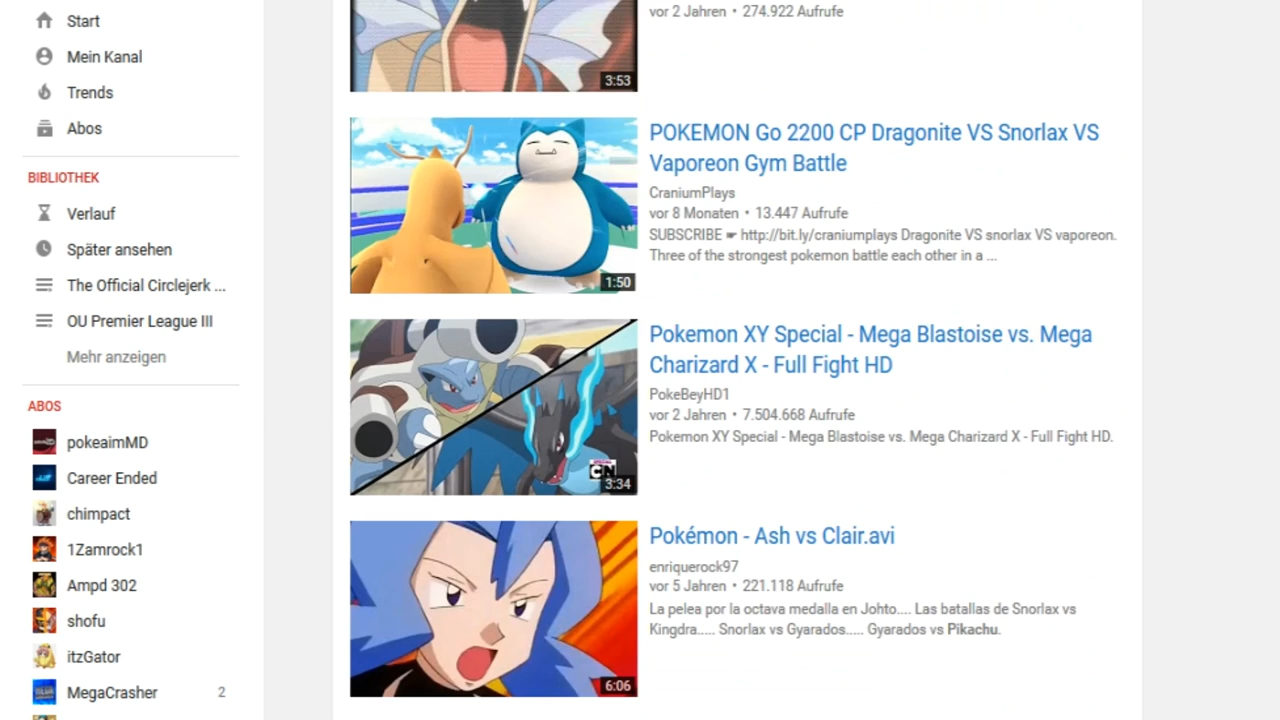 Start
Mein Kanal
Trends
Abos
BIBLIOTHEK
Verlauf
Später ansehen
The Official Circlejerk ...
OU Premier League III
Mehr anzeigen
ABOS
pokeaimMD
Career Ended
chimpact
1Zamrock1
Ampd 302
shofu
itzGator
MegaCrasher 2
vor 2 Jahren • 274.922 Aufrufe
3:53
POKEMON Go 2200 CP Dragonite VS Snorlax VS
Vaporeon Gym Battle
CraniumPlays
vor 8 Monaten • 13.447 Aufrufe
SUBSCRIBE ☛ http://bit.ly/craniumplays Dragonite VS snorlax VS vaporeon.
Three of the strongest pokemon battle each other in a ...
1:50
Pokemon XY Special - Mega Blastoise vs. Mega
Charizard X - Full Fight HD
PokeBeyHD1
vor 2 Jahren • 7.504.668 Aufrufe
Pokemon XY Special - Mega Blastoise vs. Mega Charizard X - Full Fight HD.
CN
3:34
Pokémon - Ash vs Clair.avi
enriquerock97
vor 5 Jahren • 221.118 Aufrufe
La pelea por la octava medalla en Johto.... Las batallas de Snorlax vs
Kingdra..... Snorlax vs Gyarados..... Gyarados vs Pikachu.
6:06